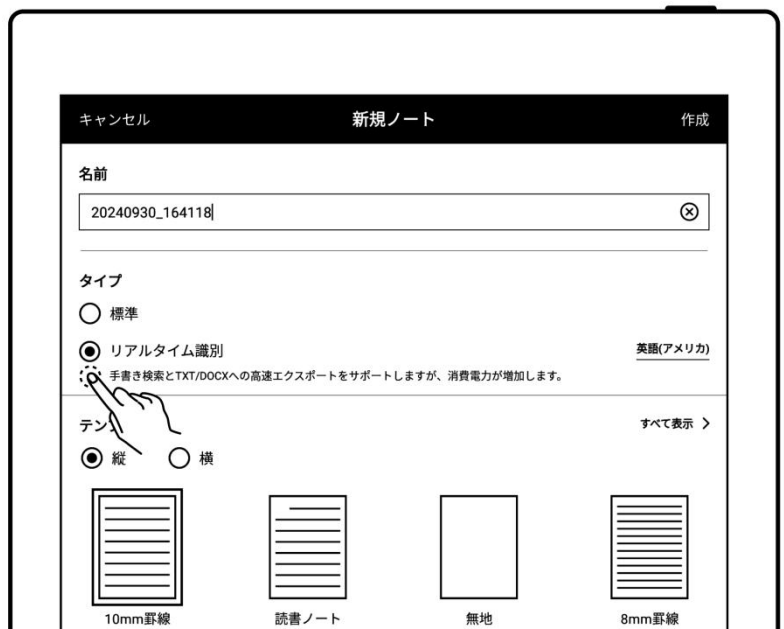 キャンセル 新規ノート 作成
名前
20240930_164118
タイプ
標準
リアルタイム識別 英語(アメリカ)
手書き検索とTXT/DOCXへの高速エクスポートをサポートしますが、消費電力が増加します。
すべて表示
縦 横
10mm罫線 読書ノート 無地 8mm罫線